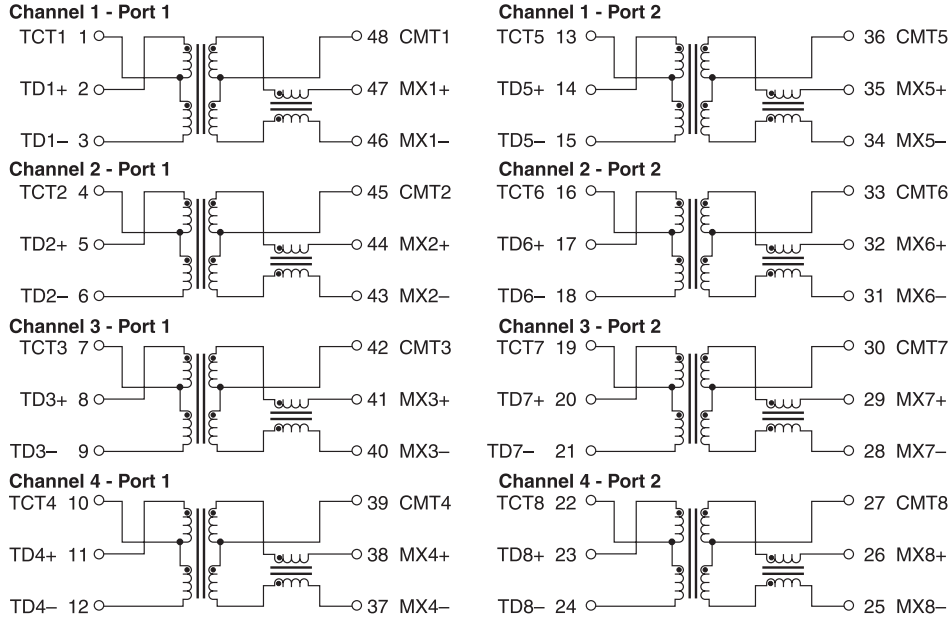 Channel 1 - Port 1
TCT1 1 48 CMT1
TD1+ 2 47 MX1+
TD1– 3 46 MX1–
Channel 2 - Port 1
TCT2 4 45 CMT2
TD2+ 5 44 MX2+
TD2– 6 43 MX2–
Channel 3 - Port 1
TCT3 7 42 CMT3
TD3+ 8 41 MX3+
TD3– 9 40 MX3–
Channel 4 - Port 1
TCT4 10 39 CMT4
TD4+ 11 38 MX4+
TD4– 12 37 MX4–
Channel 1 - Port 2
TCT5 13 36 CMT5
TD5+ 14 35 MX5+
TD5– 15 34 MX5–
Channel 2 - Port 2
TCT6 16 33 CMT6
TD6+ 17 32 MX6+
TD6– 18 31 MX6–
Channel 3 - Port 2
TCT7 19 30 CMT7
TD7+ 20 29 MX7+
TD7– 21 28 MX7–
Channel 4 - Port 2
TCT8 22 27 CMT8
TD8+ 23 26 MX8+
TD8– 24 25 MX8–